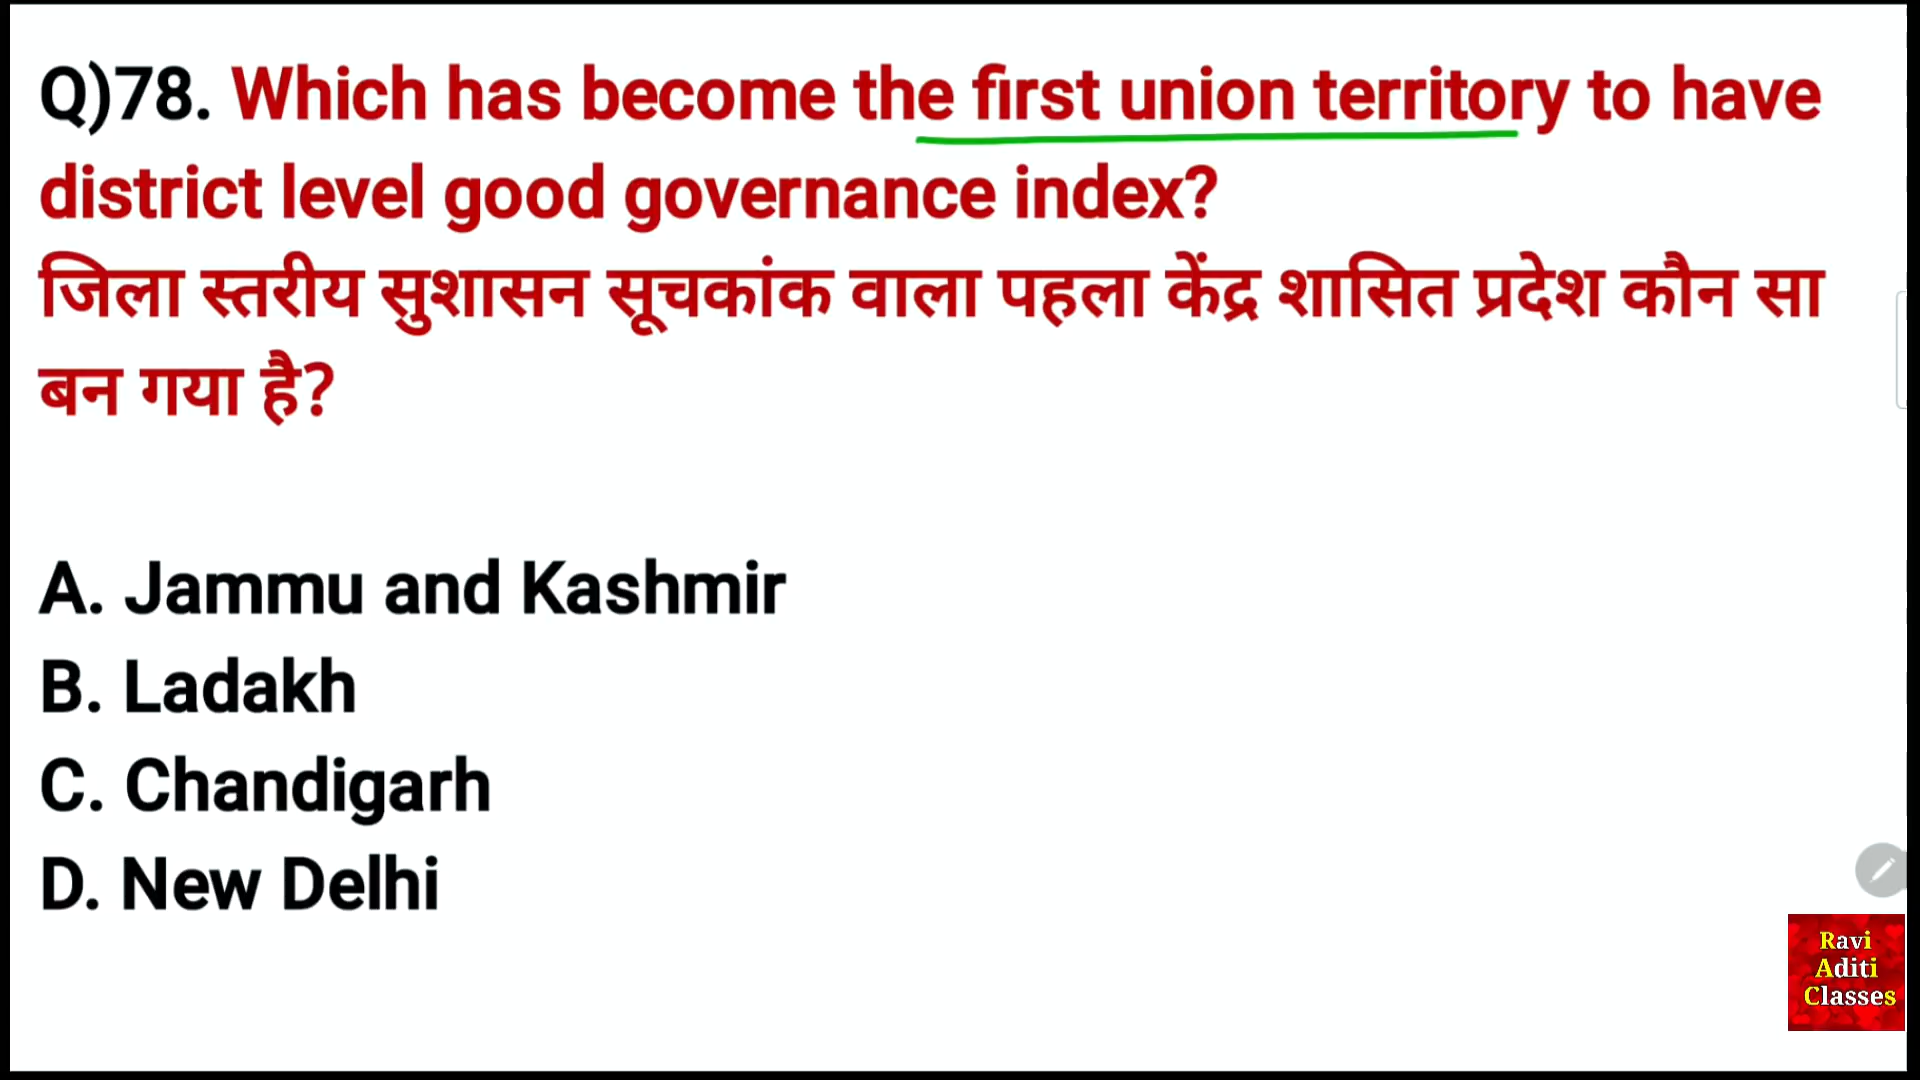 Q)78. Which has become the first union territory to have
district level good governance index?
जिला स्तरीय सुशासन सूचकांक वाला पहला केंद्र शासित प्रदेश कौन सा
बन गया है?
A. Jammu and Kashmir
B. Ladakh
C. Chandigarh
D. New Delhi
Ravi
Aditi
Classes